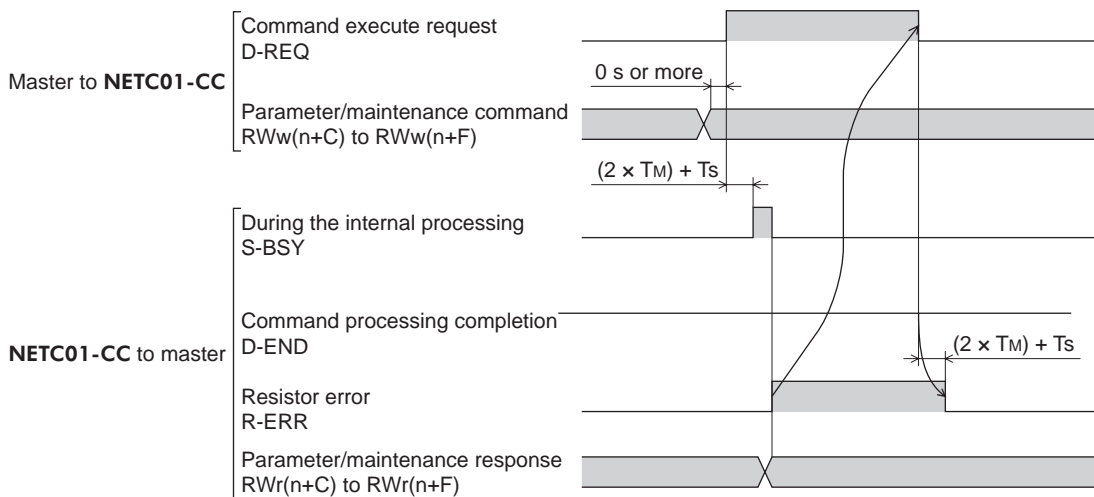 Command execute request
D-REQ
Master to NETC01-CC
0 s or more
Parameter/maintenance command
RWw(n+C) to RWw(n+F)
(2 × TM) + Ts
During the internal processing
S-BSY
Command processing completion
D-END
NETC01-CC to master
(2 × TM) + Ts
Resistor error
R-ERR
Parameter/maintenance response
RWr(n+C) to RWr(n+F)